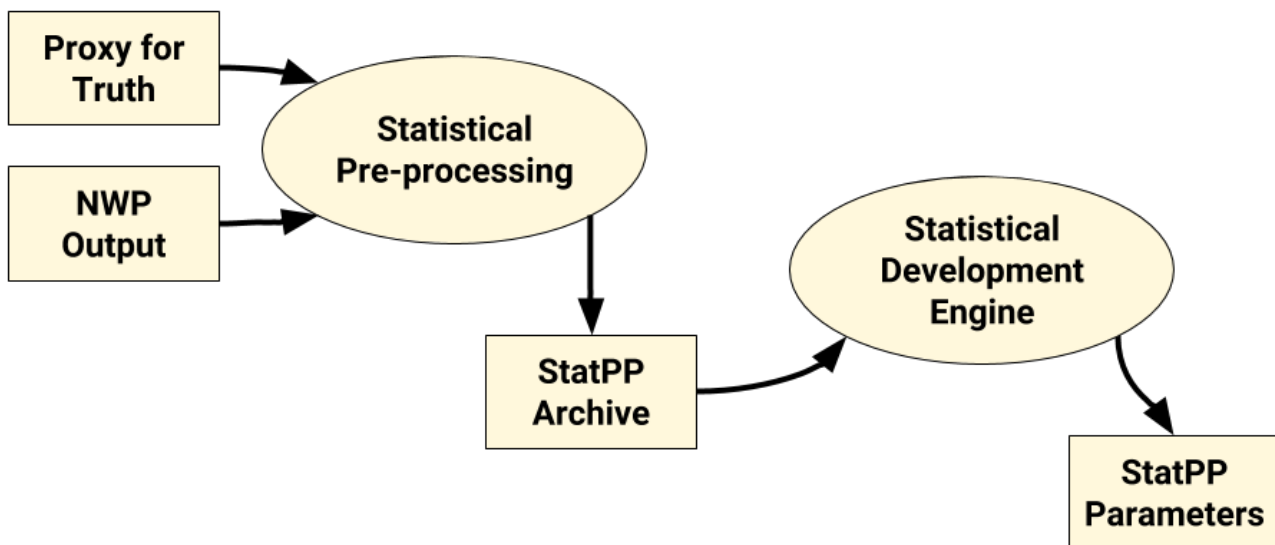 Proxy for
Truth
Statistical
Pre-processing
NWP
Output
Statistical
Development
Engine
StatPP
Archive
StatPP
Parameters